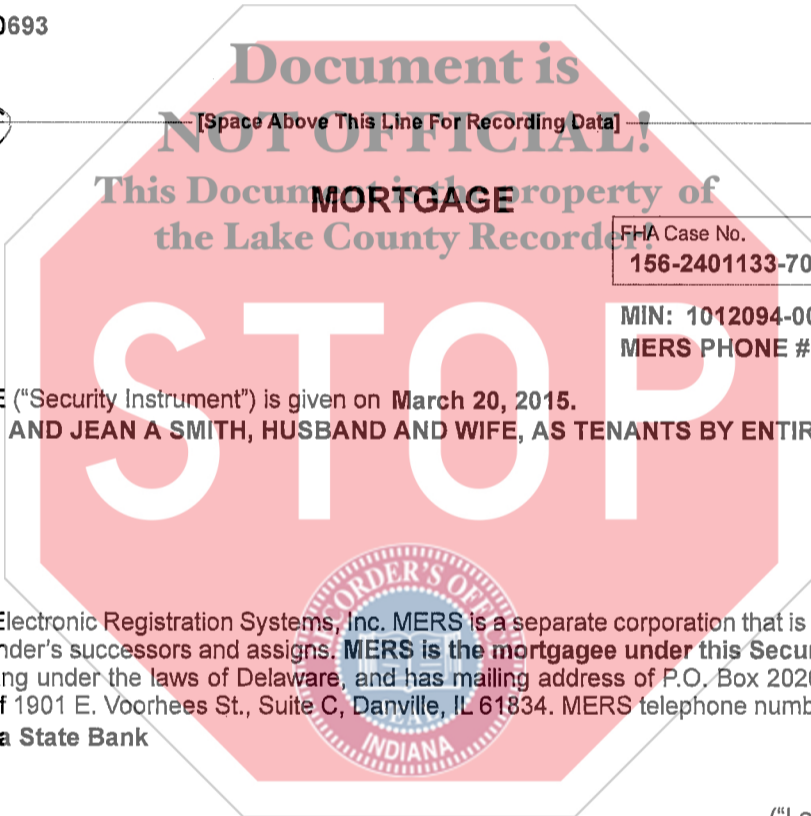 0693
Document is
[Space Above This Line For Recording Data]
NOT OFFICIAL!
This Document is the property of
MORTGAGE
the Lake County Recorder!
FHA Case No.
156-2401133-70
MIN: 1012094-00
MERS PHONE #
E (“Security Instrument”) is given on March 20, 2015.
AND JEAN A SMITH, HUSBAND AND WIFE, AS TENANTS BY ENTIR
STOP
Electronic Registration Systems, Inc. MERS is a separate corporation that is
nder's successors and assigns. MERS is the mortgagee under this Secur
ng under the laws of Delaware, and has mailing address of P.O. Box 202
f 1901 E. Voorhees St., Suite C, Danville, IL 61834. MERS telephone numb
a State Bank
RECORDER'S OFFICE
SEAL
INDIANA
(“Le